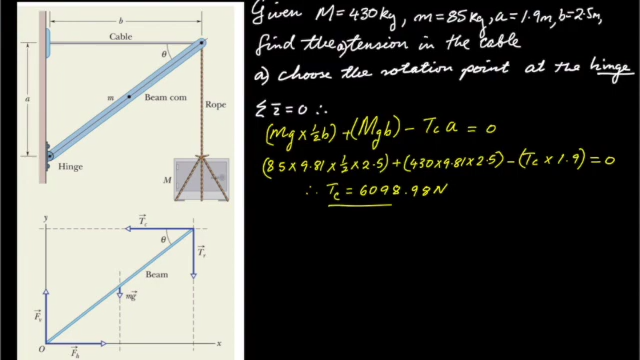 Given M = 430 kg, m = 85 kg, a = 1.9 m, b = 2.5 m,
find the a) tension in the cable
a) choose the rotation point at the hinge
Σ τ̄ = 0 ∴
(mg × ½ b) + (Mgb) − Tc a = 0
(85 × 9.81 × ½ × 2.5) + (430 × 9.81 × 2.5) − (Tc × 1.9) = 0
∴ Tc = 6098.98 N
b
Cable
θ
a
m
Beam com
Rope
Hinge
M
y
T⃗c
θ
T⃗r
Beam
mg⃗
F⃗v
O
F⃗h
x